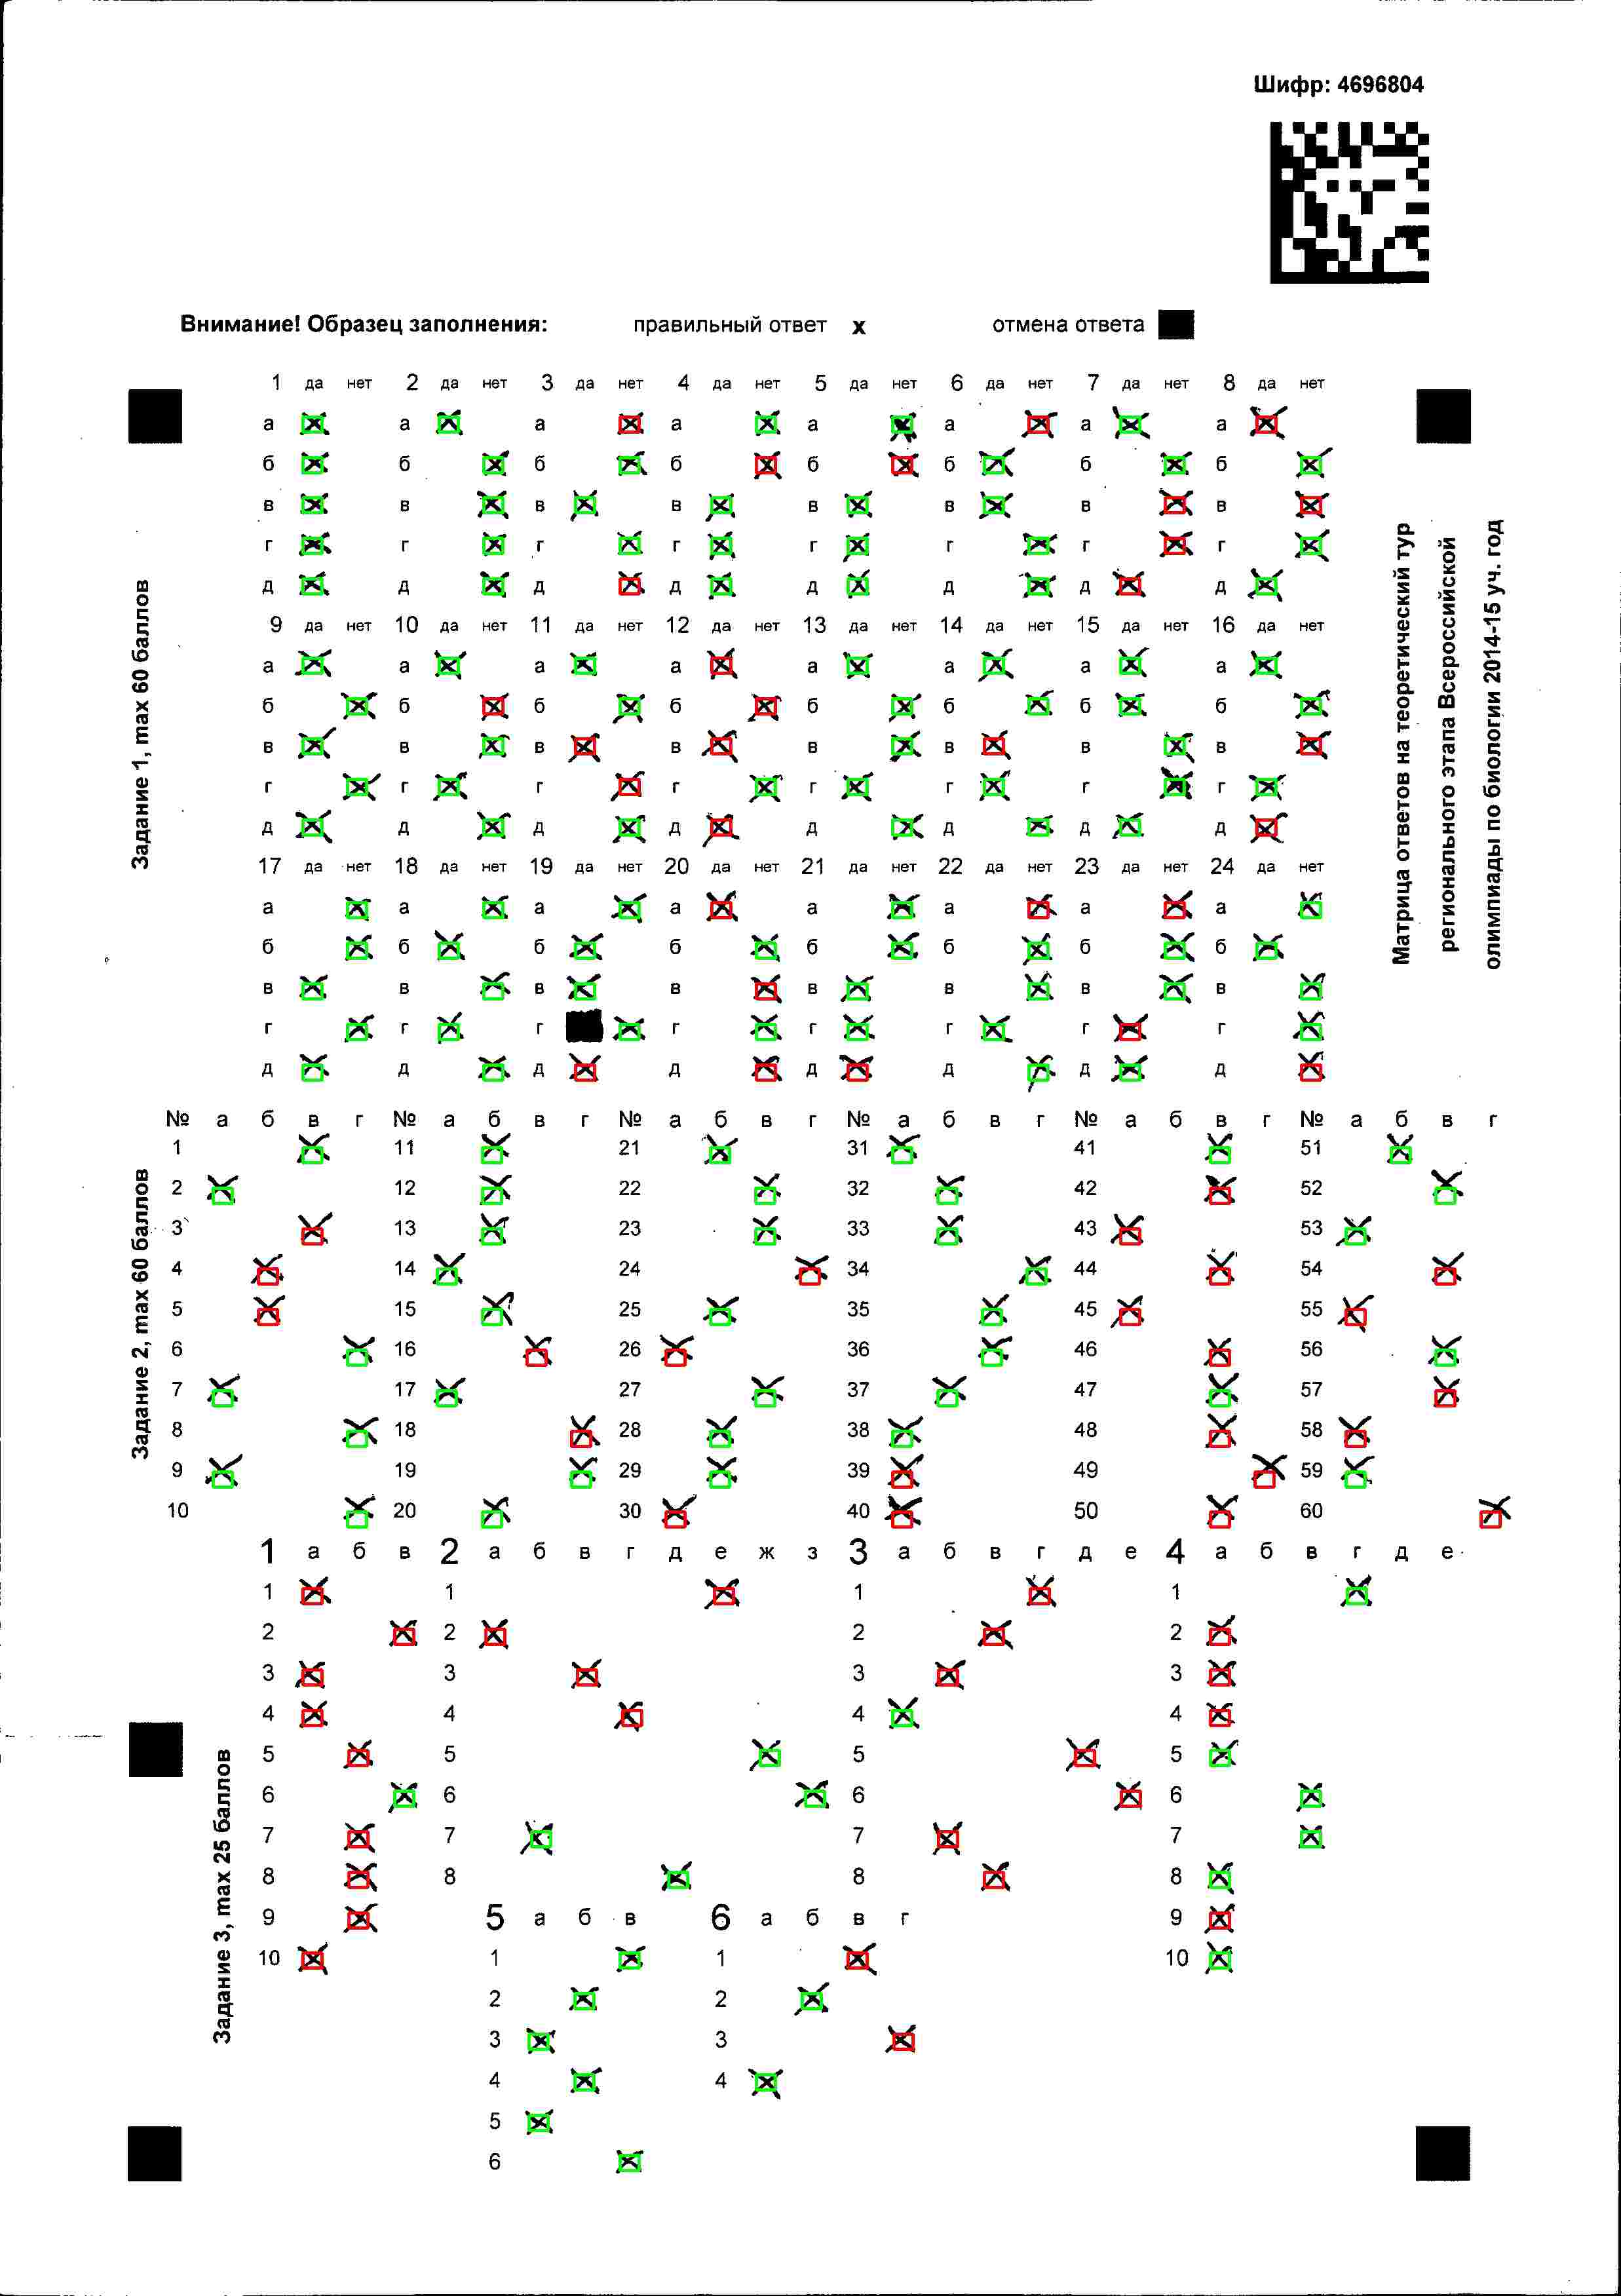 Шифр: 4696804
Внимание! Образец заполнения: правильный ответ x отмена ответа
1 да нет 2 да нет 3 да нет 4 да нет 5 да нет 6 да нет 7 да нет 8 да нет
а а а а а а а а
б б б б б б б б
в в в в в в в в
г г г г г г г г
д д д д д д д д
9 да нет 10 да нет 11 да нет 12 да нет 13 да нет 14 да нет 15 да нет 16 да нет
а а а а а а а а
б б б б б б б б
в в в в в в в в
г г г г г г г г
д д д д д д д д
17 да нет 18 да нет 19 да нет 20 да нет 21 да нет 22 да нет 23 да нет 24 да нет
а а а а а а а а
б б б б б б б б
в в в в в в в в
г г г г г г г г
д д д д д д д д
Задание 1, max 60 баллов
Матрица ответов на теоретический тур
регионального этапа Всероссийской
олимпиады по биологии 2014-15 уч. год
№ а б в г № а б в г № а б в г № а б в г № а б в г № а б в г
1 11 21 31 41 51
2 12 22 32 42 52
3 13 23 33 43 53
4 14 24 34 44 54
5 15 25 35 45 55
6 16 26 36 46 56
7 17 27 37 47 57
8 18 28 38 48 58
9 19 29 39 49 59
10 20 30 40 50 60
Задание 2, max 60 баллов
1 а б в 2 а б в г д е ж з 3 а б в г д е 4 а б в г д е
1 1 1 1
2 2 2 2
3 3 3 3
4 4 4 4
5 5 5 5
6 6 6 6
7 7 7 7
8 8 8 8
9 5 а б в 6 а б в г 9
10 1 1 10
2 2
3 3
4 4
5
6
Задание 3, max 25 баллов